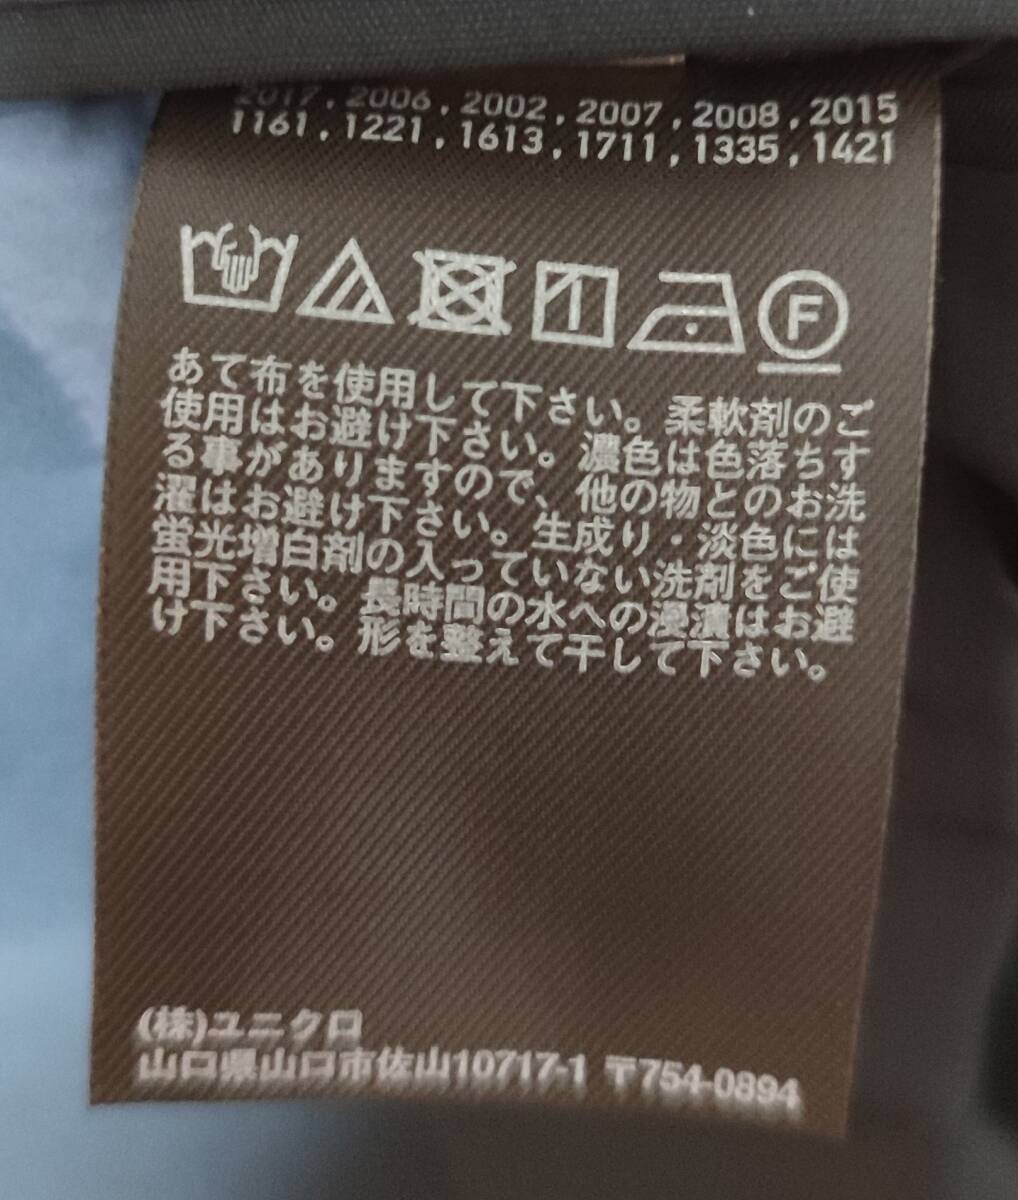 2017 , 2006 , 2002 , 2007 , 2008 , 2015
1161 , 1221 , 1613 , 1711 , 1335 , 1421
F
あて布を使用して下さい。柔軟剤のご
使用はお避け下さい。濃色は色落ちす
る事がありますので、他の物とのお洗
濯はお避け下さい。生成り・淡色には
蛍光増白剤の入っていない洗剤をご使
用下さい。長時間の水への浸漬はお避
け下さい。形を整えて干して下さい。
(株)ユニクロ
山口県山口市佐山10717-1 〒754-0894